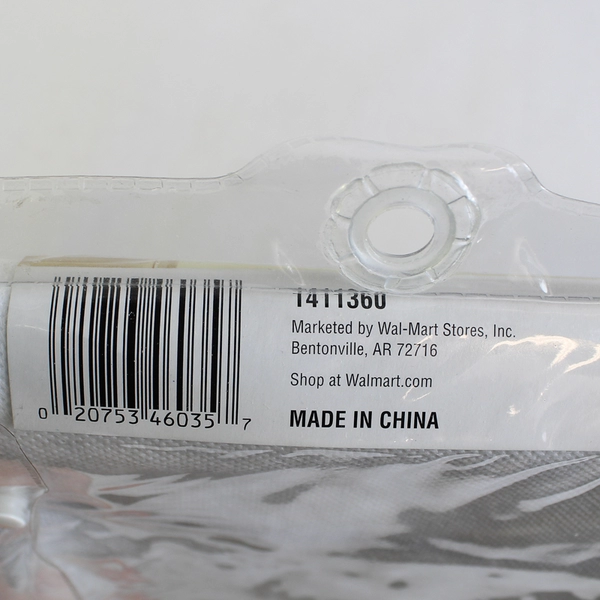 1411360
Marketed by Wal-Mart Stores, Inc.
Bentonville, AR 72716
Shop at Walmart.com
MADE IN CHINA
0 20753 46035 7